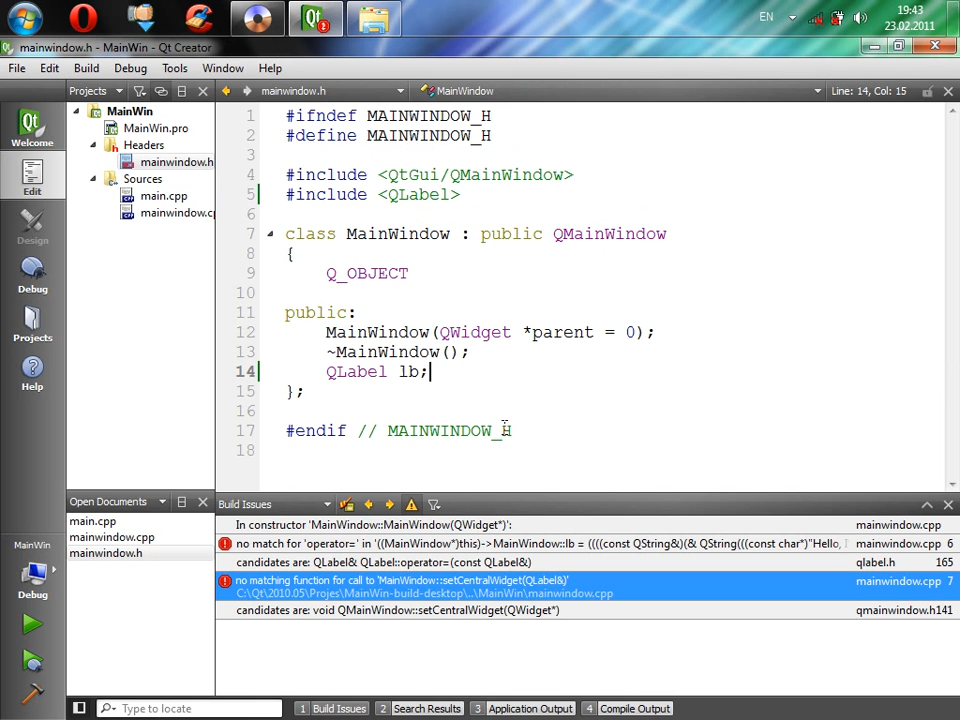 EN
19:43
23.02.2011
mainwindow.h - MainWin - Qt Creator
File Edit Build Debug Tools Window Help
Projects
mainwindow.h
MainWindow
Line: 14, Col: 15
Welcome
Edit
Design
Debug
Projects
Help
MainWin
Debug
MainWin
MainWin.pro
Headers
mainwindow.h
Sources
main.cpp
mainwindow.c
1 #ifndef MAINWINDOW_H
2 #define MAINWINDOW_H
3
4 #include <QtGui/QMainWindow>
5 #include <QLabel>
6
7 class MainWindow : public QMainWindow
8 {
9 Q_OBJECT
10
11 public:
12 MainWindow(QWidget *parent = 0);
13 ~MainWindow();
14 QLabel lb;
15 };
16
17 #endif // MAINWINDOW_H
18
Open Documents
main.cpp
mainwindow.cpp
mainwindow.h
Build Issues
In constructor 'MainWindow::MainWindow(QWidget*)': mainwindow.cpp
no match for 'operator=' in '((MainWindow*)this)->MainWindow::lb = ((((const QString&)(& QString(((const char*)"Hello, mainwindow.cpp 6
candidates are: QLabel& QLabel::operator=(const QLabel&) qlabel.h 165
no matching function for call to 'MainWindow::setCentralWidget(QLabel&)' mainwindow.cpp 7
C:\Qt\2010.05\Projes\MainWin-build-desktop\..\MainWin\mainwindow.cpp
candidates are: void QMainWindow::setCentralWidget(QWidget*) qmainwindow.h141
Type to locate
1 Build Issues
2 Search Results
3 Application Output
4 Compile Output